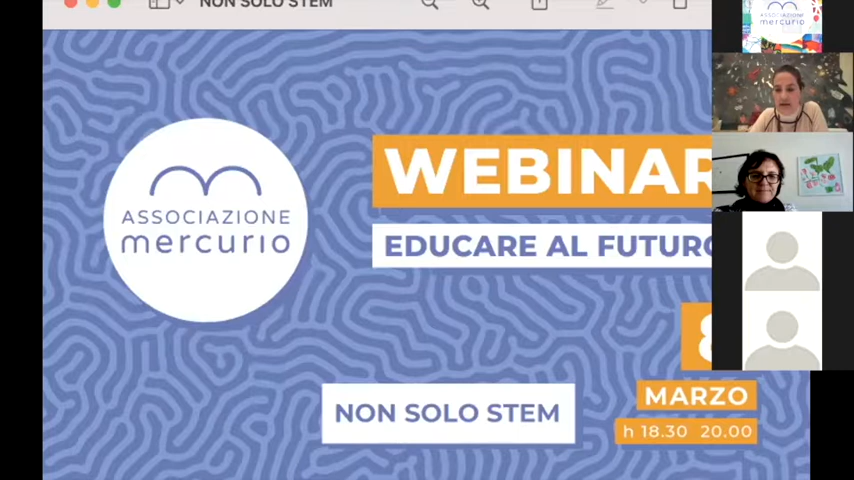 NON SOLO STEM
ASSOCIAZIONE
mercurio
WEBINAR
EDUCARE AL FUTURO
ASSOCIAZIONE
mercurio
8
MARZO
NON SOLO STEM
h 18.30 20.00